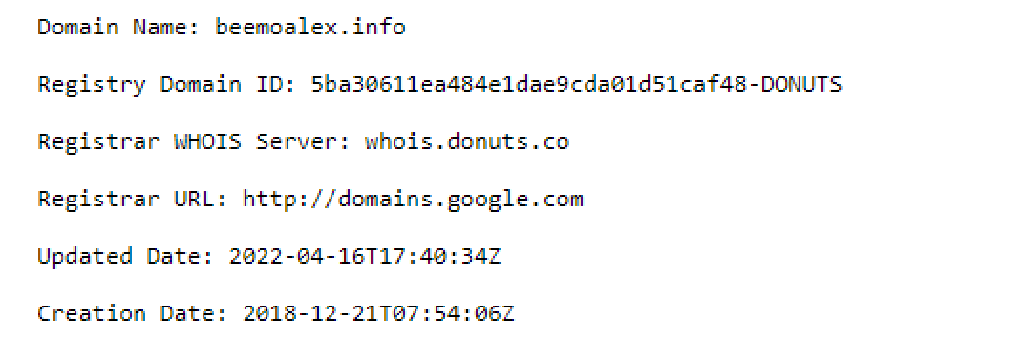 Domain Name: beemoalex.info
Registry Domain ID: 5ba30611ea484e1dae9cda01d51caf48-DONUTS
Registrar WHOIS Server: whois.donuts.co
Registrar URL: http://domains.google.com
Updated Date: 2022-04-16T17:40:34Z
Creation Date: 2018-12-21T07:54:06Z